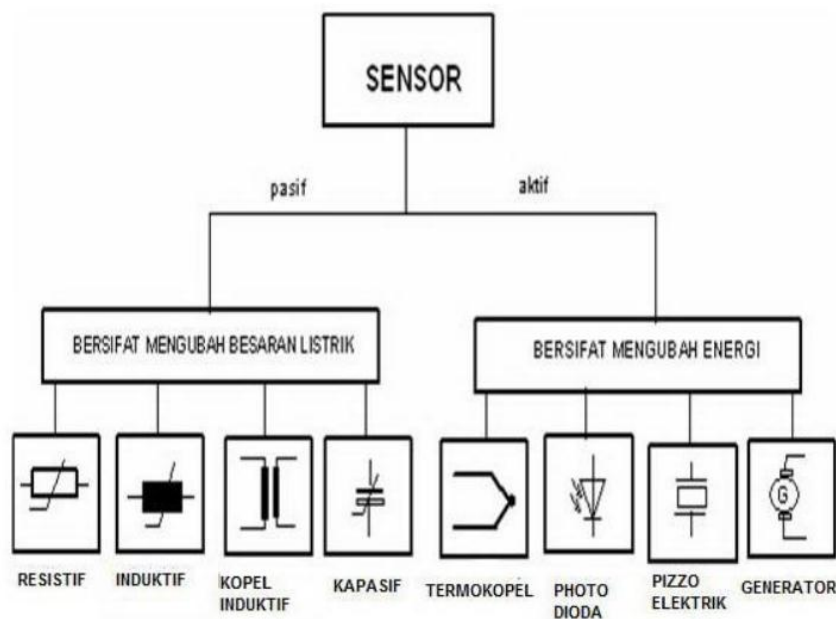 SENSOR
pasif
aktif
BERSIFAT MENGUBAH BESARAN LISTRIK
BERSIFAT MENGUBAH ENERGI
RESISTIF
INDUKTIF
KOPEL
INDUKTIF
KAPASIF
TERMOKOPEL
PHOTO
DIODA
PIZZO
ELEKTRIK
G
GENERATOR